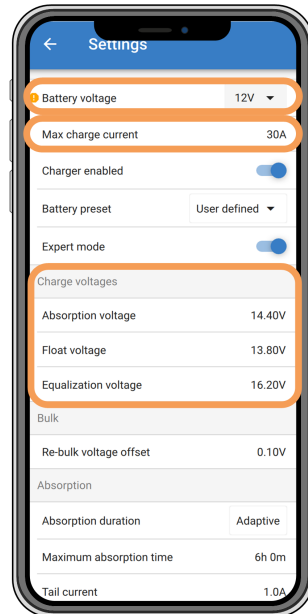 Settings
Battery voltage 12V
Max charge current 30A
Charger enabled
Battery preset User defined
Expert mode
Charge voltages
Absorption voltage 14.40V
Float voltage 13.80V
Equalization voltage 16.20V
Bulk
Re-bulk voltage offset 0.10V
Absorption
Absorption duration Adaptive
Maximum absorption time 6h 0m
Tail current 1.0A